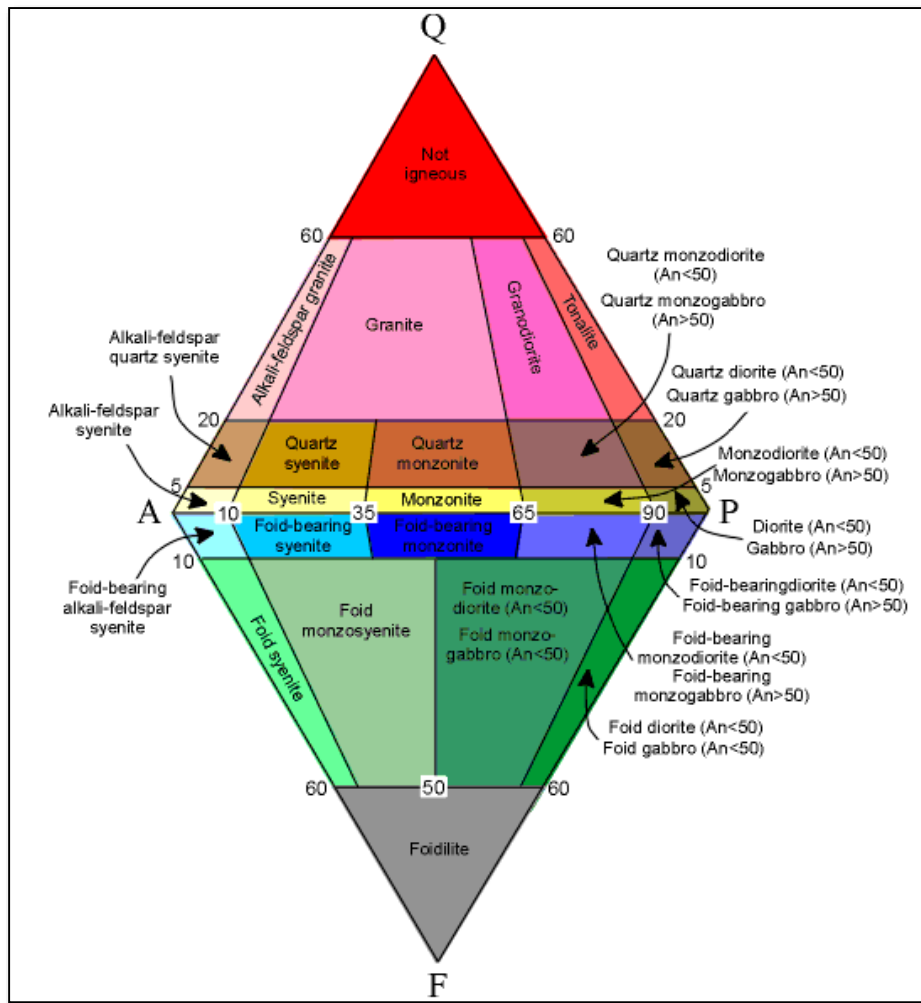 Q
Not
igneous
60
60
Quartz monzodiorite
(An<50)
Quartz monzogabbro
(An>50)
Alkali-feldspar granite
Granite
Granodiorite
Tonalite
Alkali-feldspar
quartz syenite
Quartz diorite (An<50)
Quartz gabbro (An>50)
Alkali-feldspar
syenite
20
20
Quartz
syenite
Quartz
monzonite
Monzodiorite (An<50)
Monzogabbro (An>50)
5
5
Syenite
Monzonite
A
10
35
65
90
P
Foid-bearing
syenite
Foid-bearing
monzonite
Diorite (An<50)
Gabbro (An>50)
10
10
Foid-bearing
alkali-feldspar
syenite
Foid-bearingdiorite (An<50)
Foid-bearing gabbro (An>50)
Foid syenite
Foid
monzosyenite
Foid monzo-
diorite (An<50)
Foid monzo-
gabbro (An<50)
Foid-bearing
monzodiorite (An<50)
Foid-bearing
monzogabbro (An>50)
Foid diorite (An<50)
Foid gabbro (An<50)
60
50
60
Foidilite
F